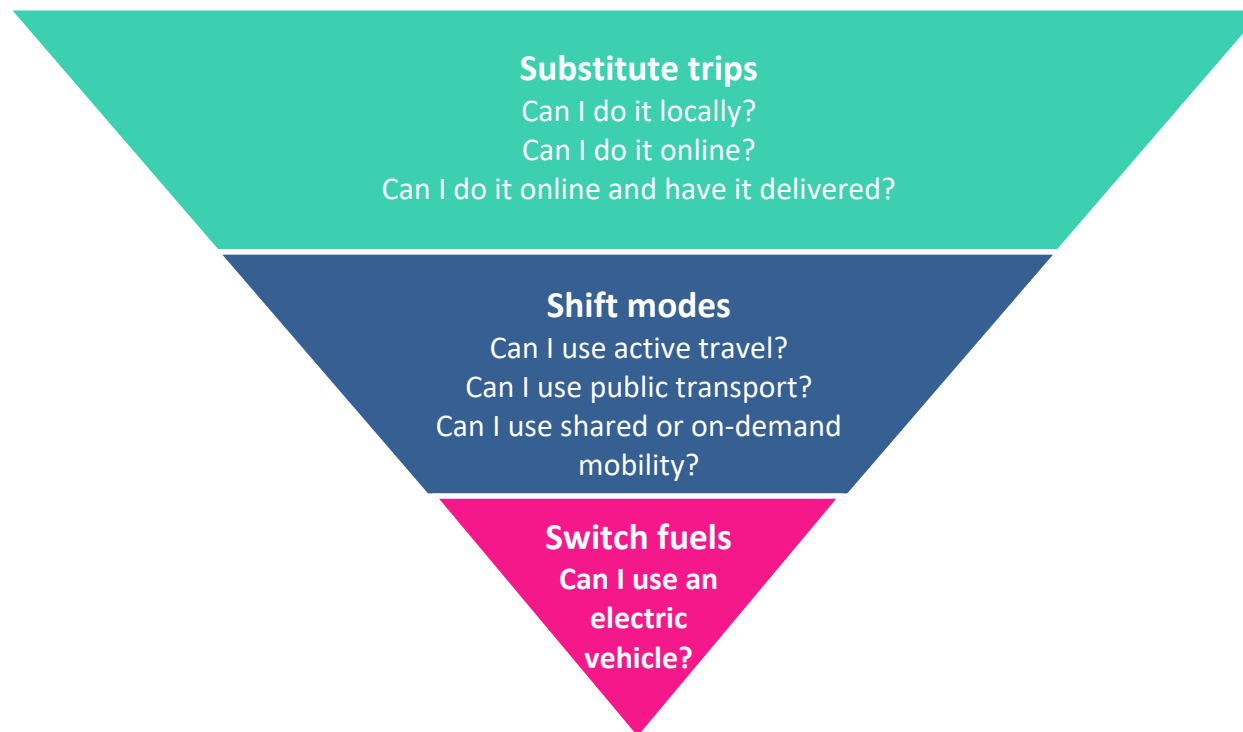 Substitute trips
Can I do it locally?
Can I do it online?
Can I do it online and have it delivered?
Shift modes
Can I use active travel?
Can I use public transport?
Can I use shared or on-demand
mobility?
Switch fuels
Can I use an
electric
vehicle?